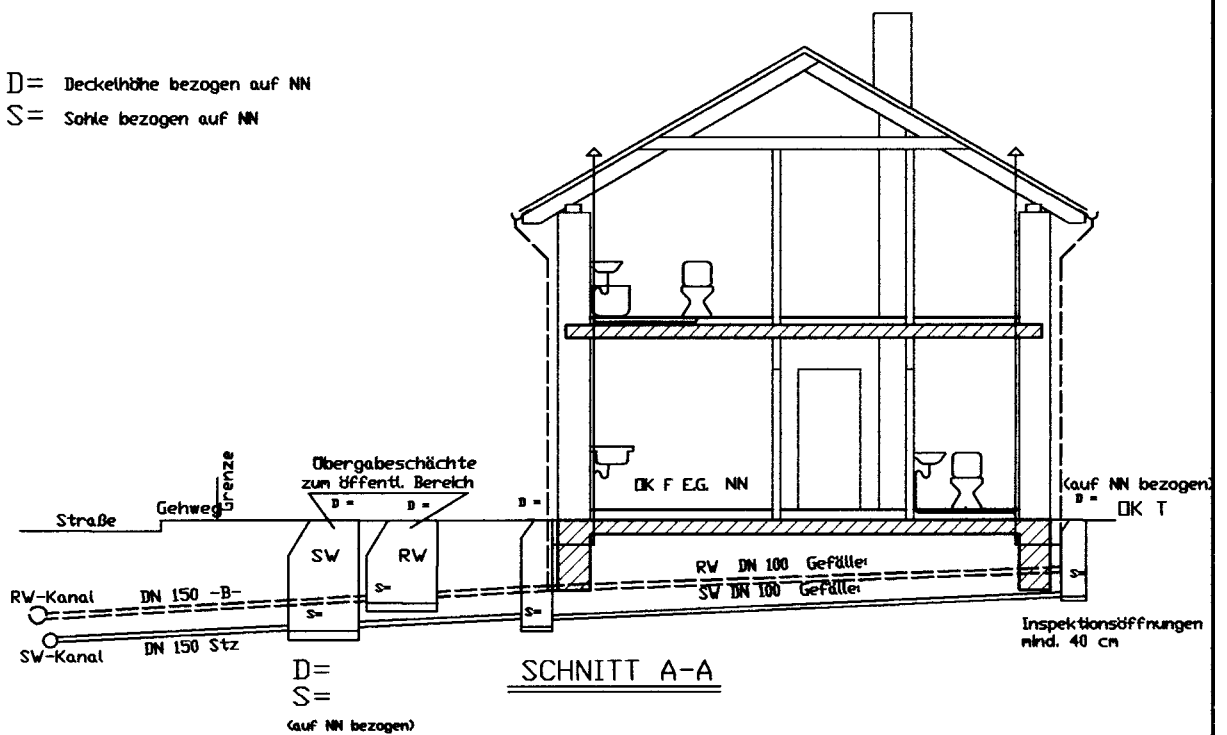 D= Deckelhöhe bezogen auf NN
S= Sohle bezogen auf NN
Übergabeschächte
zum öffentl. Bereich
Grenze
Gehweg
Straße
D =
D =
D =
OK F E.G. NN
(auf NN bezogen)
D =
OK T
SW
RW
RW DN 100 Gefälle:
SW DN 100 Gefälle:
S=
S=
S=
S=
RW-Kanal
DN 150 -B-
SW-Kanal
DN 150 Stz
Inspektionsöffnungen
mind. 40 cm
D=
S=
(auf NN bezogen)
SCHNITT A-A